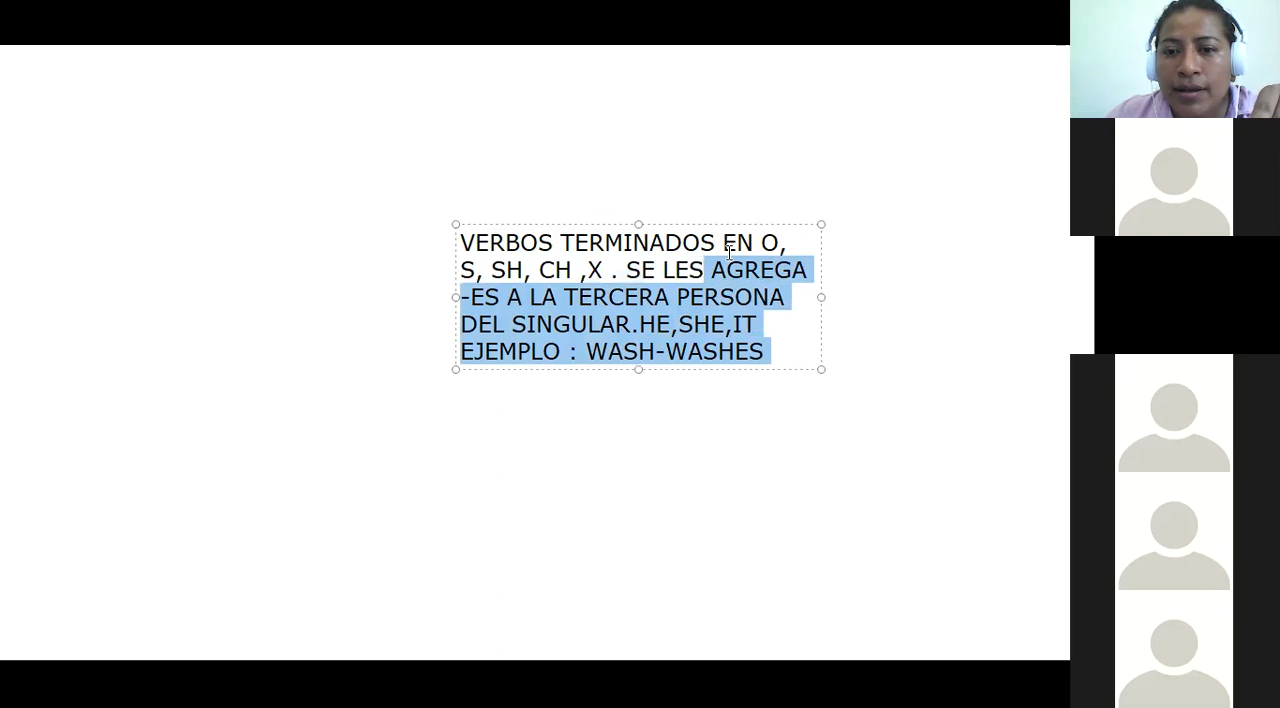 VERBOS TERMINADOS EN O,
S, SH, CH ,X . SE LES AGREGA
-ES A LA TERCERA PERSONA
DEL SINGULAR.HE,SHE,IT
EJEMPLO : WASH-WASHES